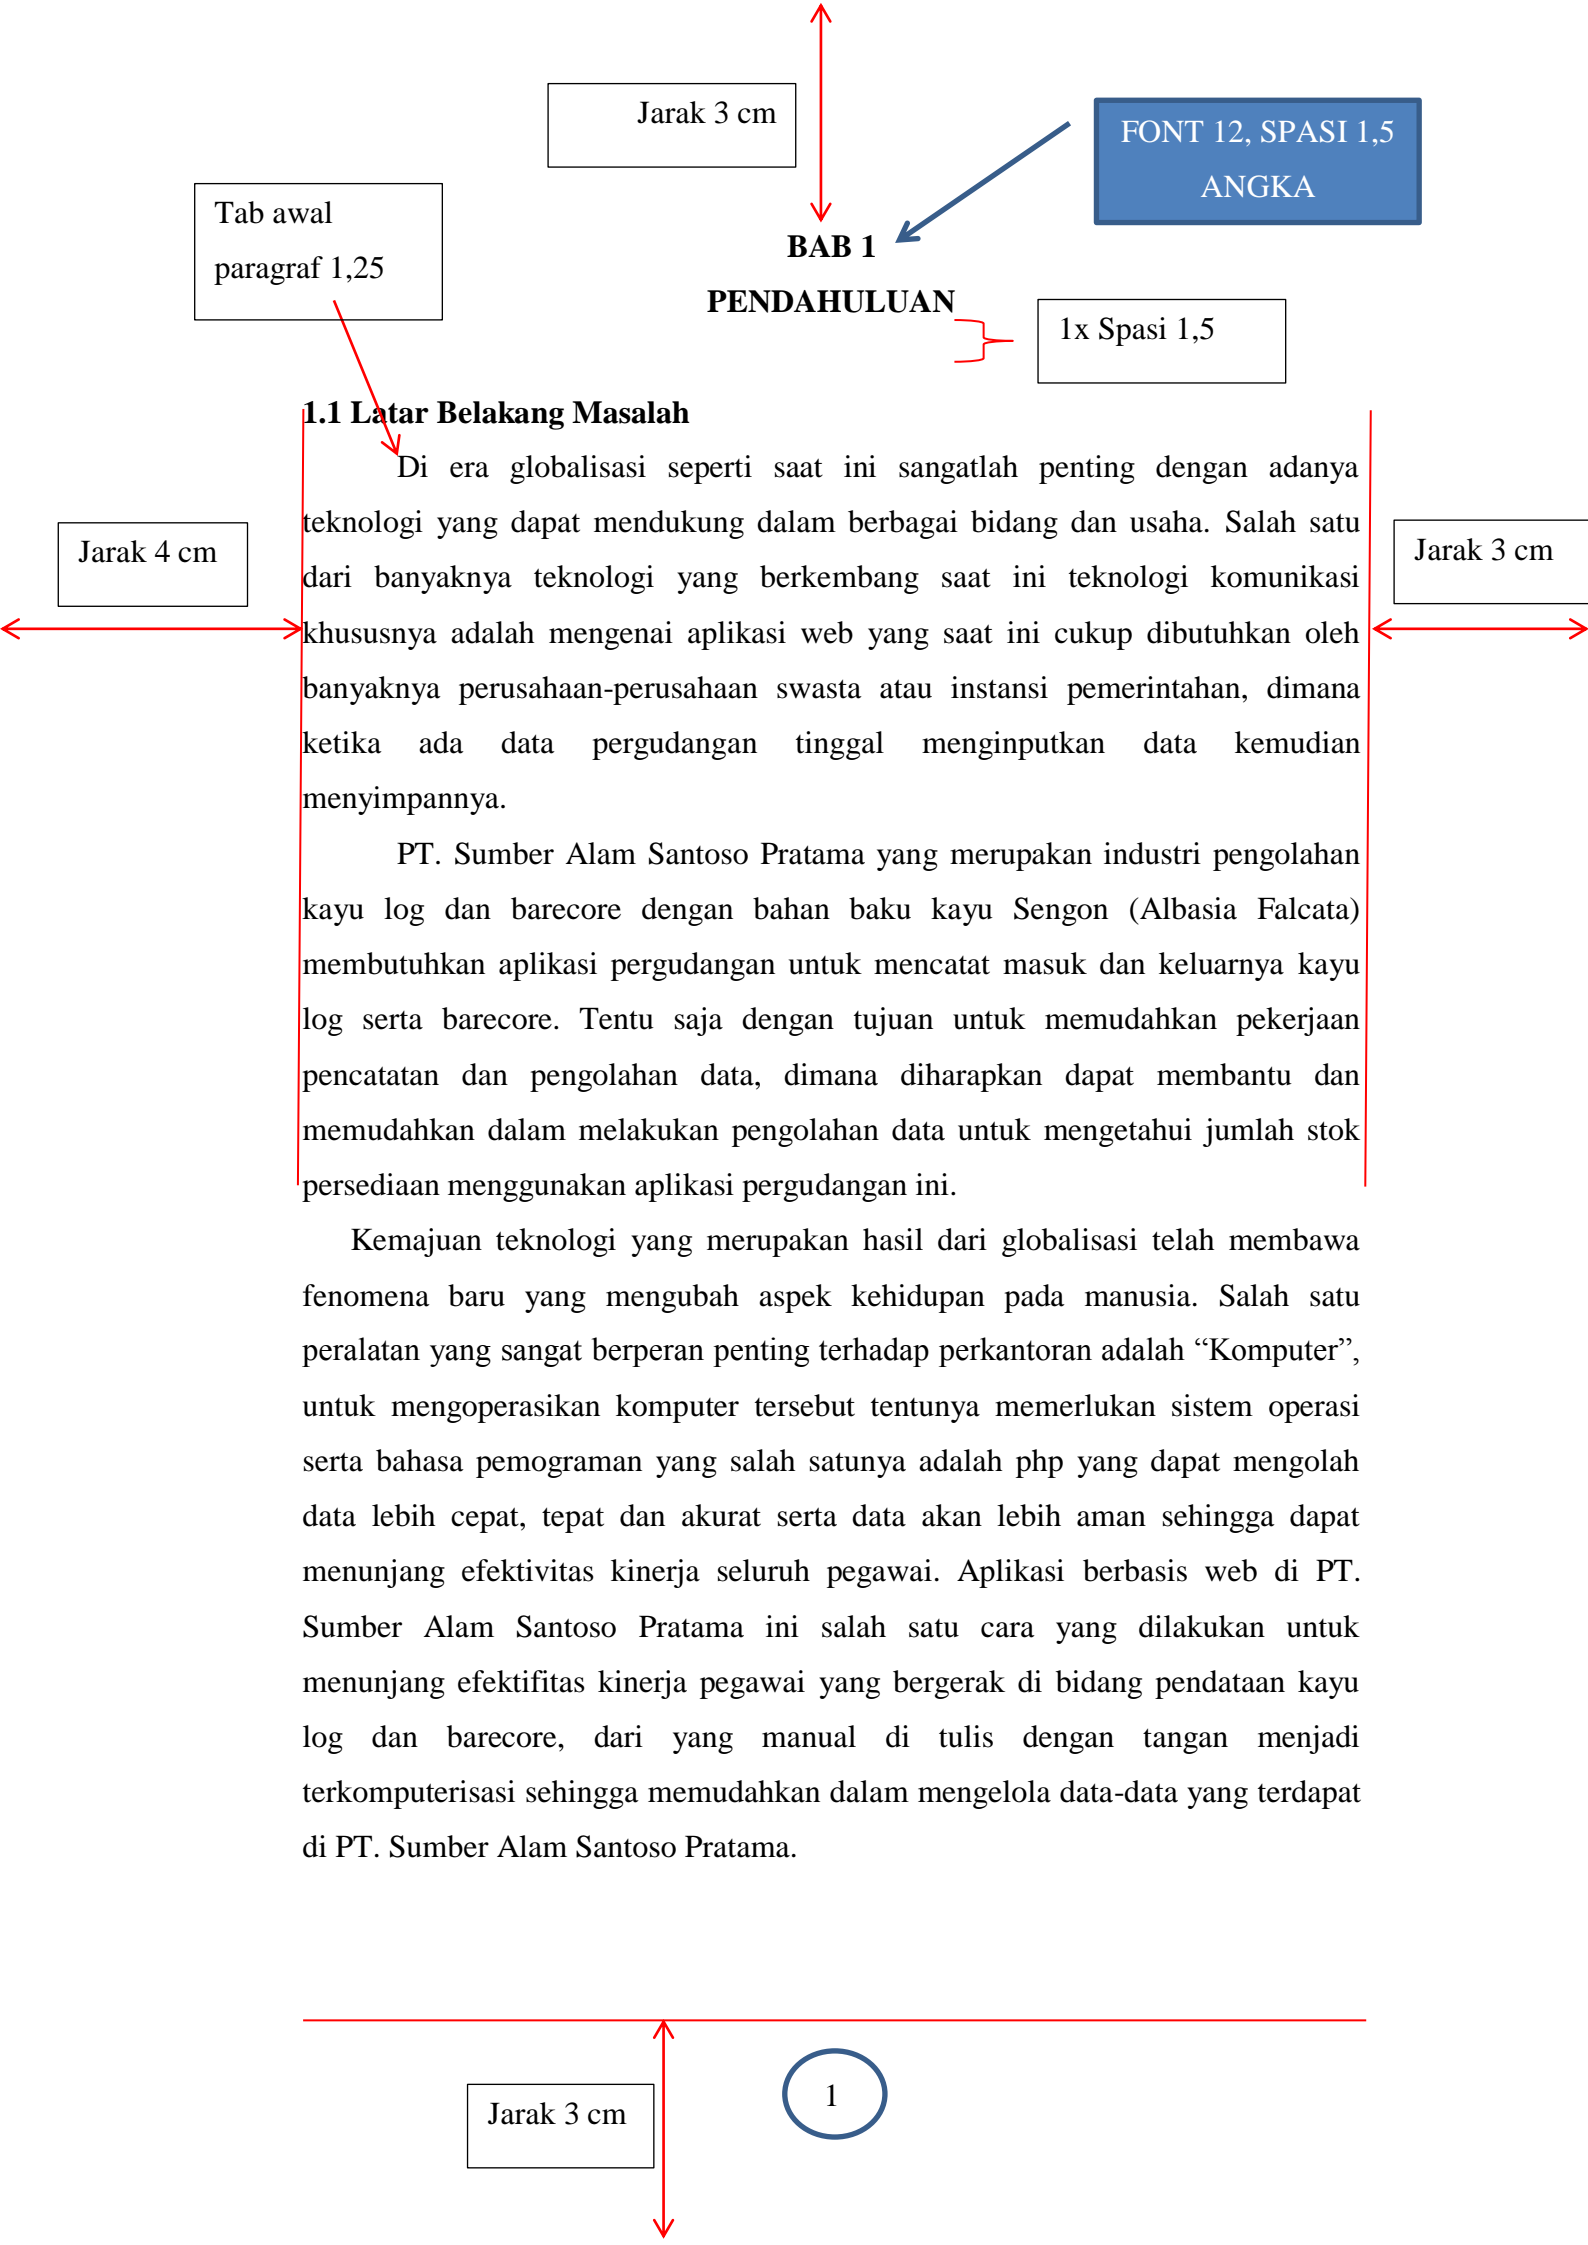 Jarak 3 cm
FONT 12, SPASI 1,5
ANGKA
Tab awal
paragraf 1,25
BAB 1
PENDAHULUAN
1x Spasi 1,5
1.1 Latar Belakang Masalah
Di era globalisasi seperti saat ini sangatlah penting dengan adanya
teknologi yang dapat mendukung dalam berbagai bidang dan usaha. Salah satu
dari banyaknya teknologi yang berkembang saat ini teknologi komunikasi
khususnya adalah mengenai aplikasi web yang saat ini cukup dibutuhkan oleh
banyaknya perusahaan-perusahaan swasta atau instansi pemerintahan, dimana
ketika ada data pergudangan tinggal menginputkan data kemudian
menyimpannya.
Jarak 4 cm
Jarak 3 cm
PT. Sumber Alam Santoso Pratama yang merupakan industri pengolahan
kayu log dan barecore dengan bahan baku kayu Sengon (Albasia Falcata)
membutuhkan aplikasi pergudangan untuk mencatat masuk dan keluarnya kayu
log serta barecore. Tentu saja dengan tujuan untuk memudahkan pekerjaan
pencatatan dan pengolahan data, dimana diharapkan dapat membantu dan
memudahkan dalam melakukan pengolahan data untuk mengetahui jumlah stok
persediaan menggunakan aplikasi pergudangan ini.
Kemajuan teknologi yang merupakan hasil dari globalisasi telah membawa
fenomena baru yang mengubah aspek kehidupan pada manusia. Salah satu
peralatan yang sangat berperan penting terhadap perkantoran adalah “Komputer”,
untuk mengoperasikan komputer tersebut tentunya memerlukan sistem operasi
serta bahasa pemograman yang salah satunya adalah php yang dapat mengolah
data lebih cepat, tepat dan akurat serta data akan lebih aman sehingga dapat
menunjang efektivitas kinerja seluruh pegawai. Aplikasi berbasis web di PT.
Sumber Alam Santoso Pratama ini salah satu cara yang dilakukan untuk
menunjang efektifitas kinerja pegawai yang bergerak di bidang pendataan kayu
log dan barecore, dari yang manual di tulis dengan tangan menjadi
terkomputerisasi sehingga memudahkan dalam mengelola data-data yang terdapat
di PT. Sumber Alam Santoso Pratama.
1
Jarak 3 cm